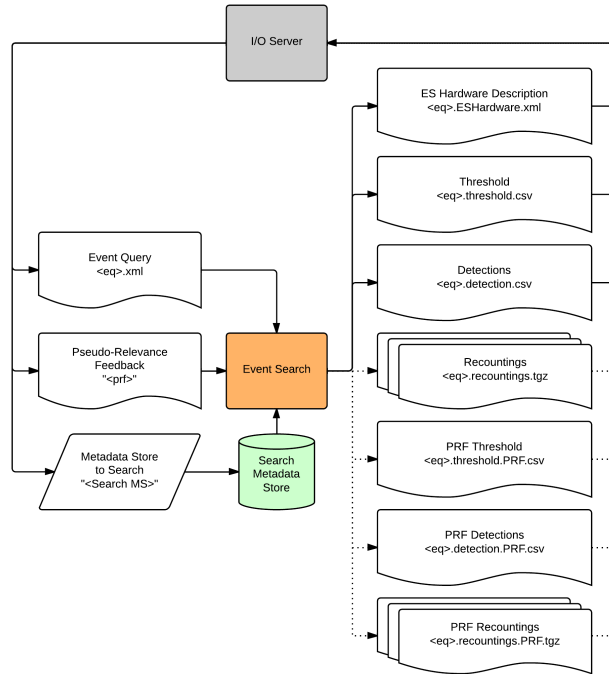 I/O Server
ES Hardware Description
<eq>.ESHardware.xml
Threshold
<eq>.threshold.csv
Event Query
<eq>.xml
Detections
<eq>.detection.csv
Pseudo-Relevance
Feedback
"<prf>"
Event Search
Recountings
<eq>.recountings.tgz
Metadata Store
to Search
"<Search MS>"
Search
Metadata
Store
PRF Threshold
<eq>.threshold.PRF.csv
PRF Detections
<eq>.detection.PRF.csv
PRF Recountings
<eq>.recountings.PRF.tgz